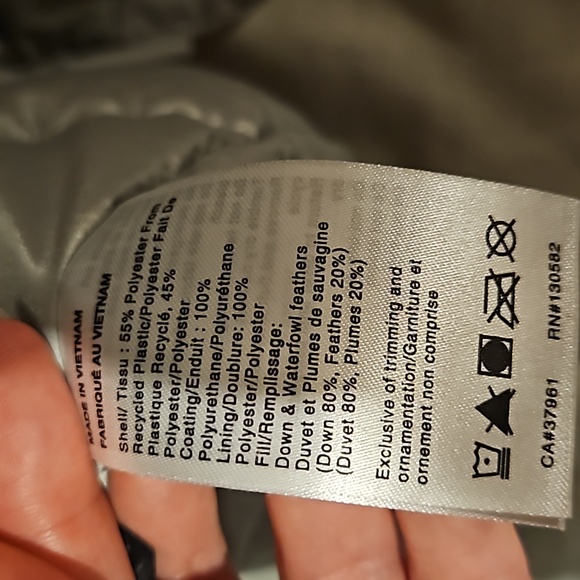 MADE IN VIETNAM
FABRIQUÉ AU VIETNAM
Shell/ Tissu : 55% Polyester From
Recycled Plastic/Polyester Fait De
Plastique Recyclé, 45%
Polyester/Polyester
Coating/Enduit : 100%
Polyurethane/Polyuréthane
Lining/Doublure: 100%
Polyester/Polyester
Fill/Remplissage:
Down & Waterfowl feathers
Duvet et Plumes de sauvagine
(Down 80%, Feathers 20%)
(Duvet 80%, Plumes 20%)
Exclusive of trimming and
ornamentation/Garniture et
ornement non comprise
CA#37961 RN#130582